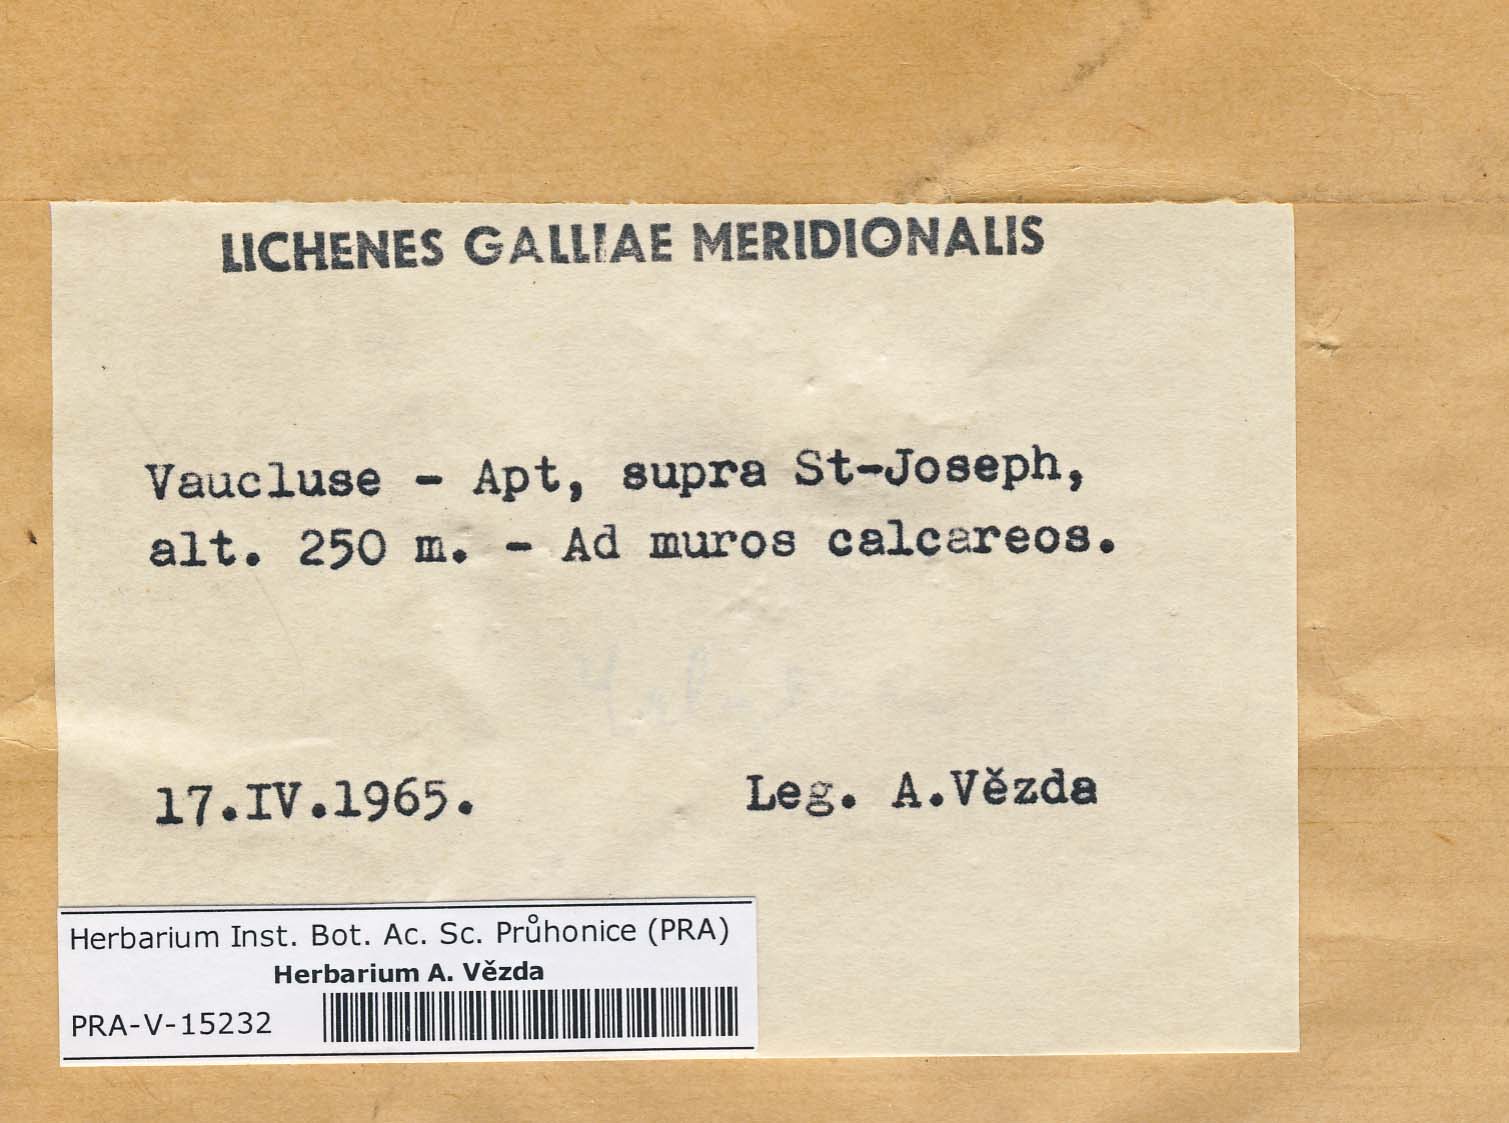 LICHENES GALLIAE MERIDIONALIS
Vaucluse - Apt, supra St-Joseph,
alt. 250 m. - Ad muros calcareos.
17.IV.1965. Leg. A.Vězda
Herbarium Inst. Bot. Ac. Sc. Průhonice (PRA)
Herbarium A. Vězda
PRA-V-15232